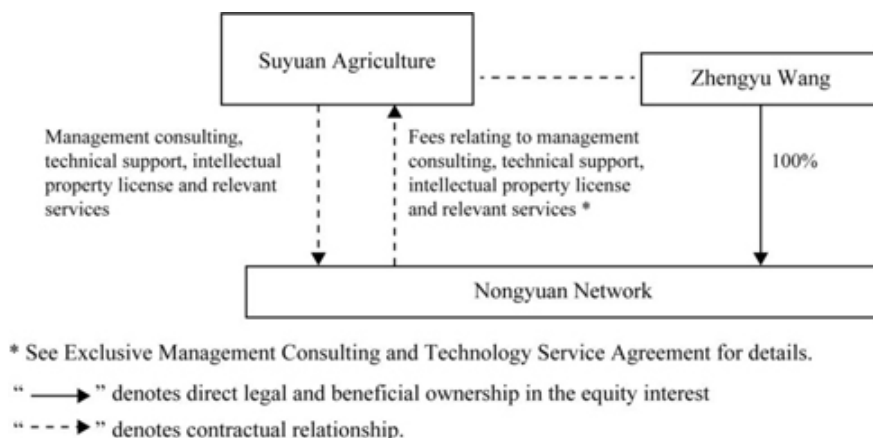 Suyuan Agriculture
Zhengyu Wang
Management consulting,
technical support, intellectual
property license and relevant
services
Fees relating to management
consulting, technical support,
intellectual property license
and relevant services *
100%
Nongyuan Network
* See Exclusive Management Consulting and Technology Service Agreement for details.
“ ” denotes direct legal and beneficial ownership in the equity interest
“ ” denotes contractual relationship.